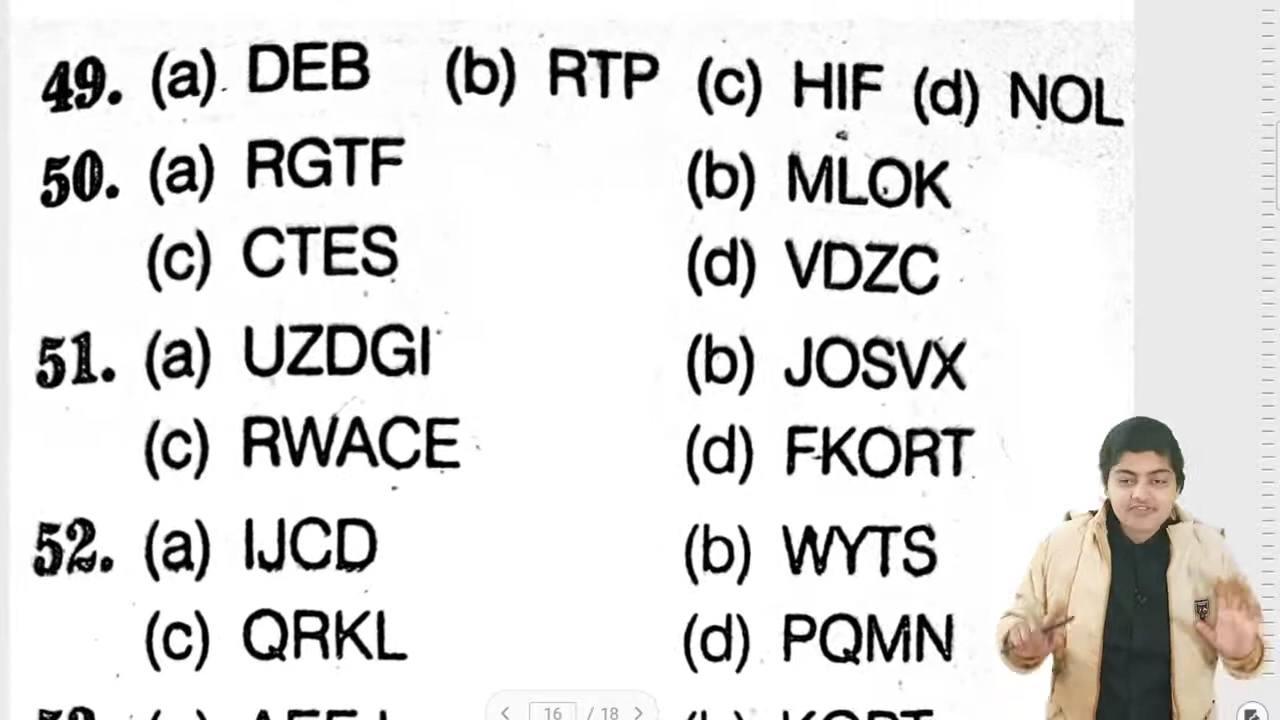 49. (a) DEB (b) RTP (c) HIF (d) NOL
50. (a) RGTF (b) MLOK
(c) CTES (d) VDZC
51. (a) UZDGI (b) JOSVX
(c) RWACE (d) FKORT
52. (a) IJCD (b) WYTS
(c) QRKL (d) PQMN
16 / 18